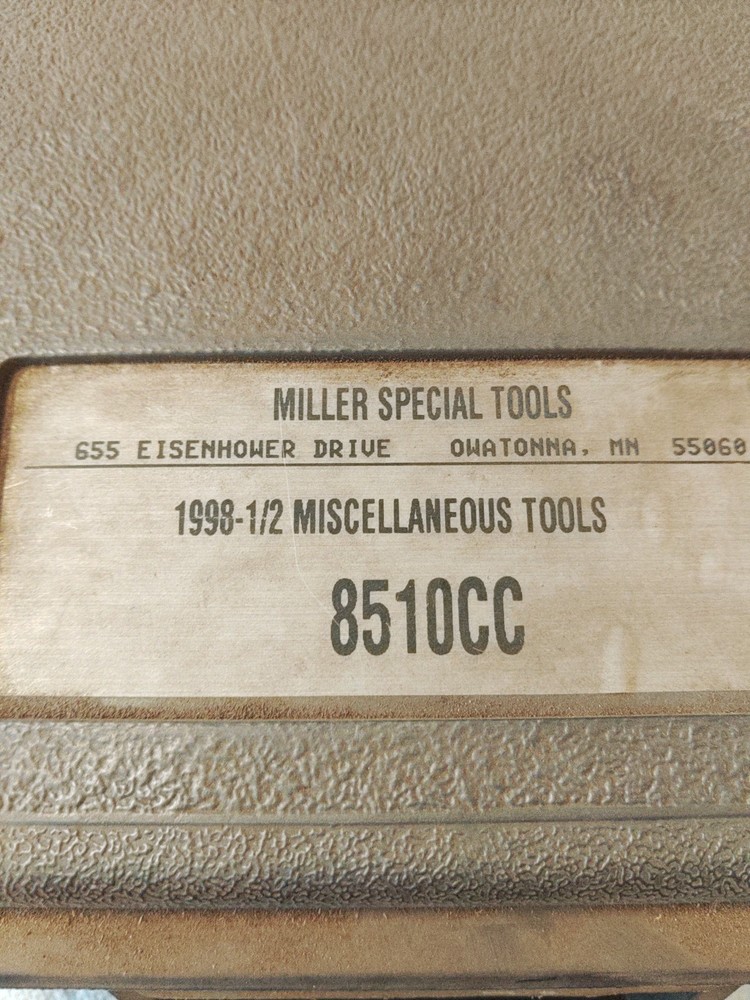 MILLER SPECIAL TOOLS
655 EISENHOWER DRIVE OWATONNA, MN 55060
1998-1/2 MISCELLANEOUS TOOLS
8510CC